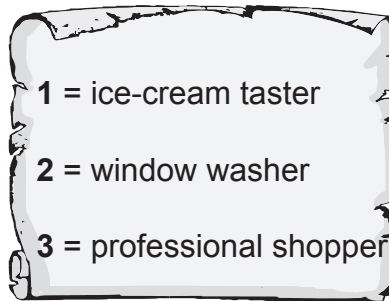 1 = ice-cream taster
2 = window washer
3 = professional shopper